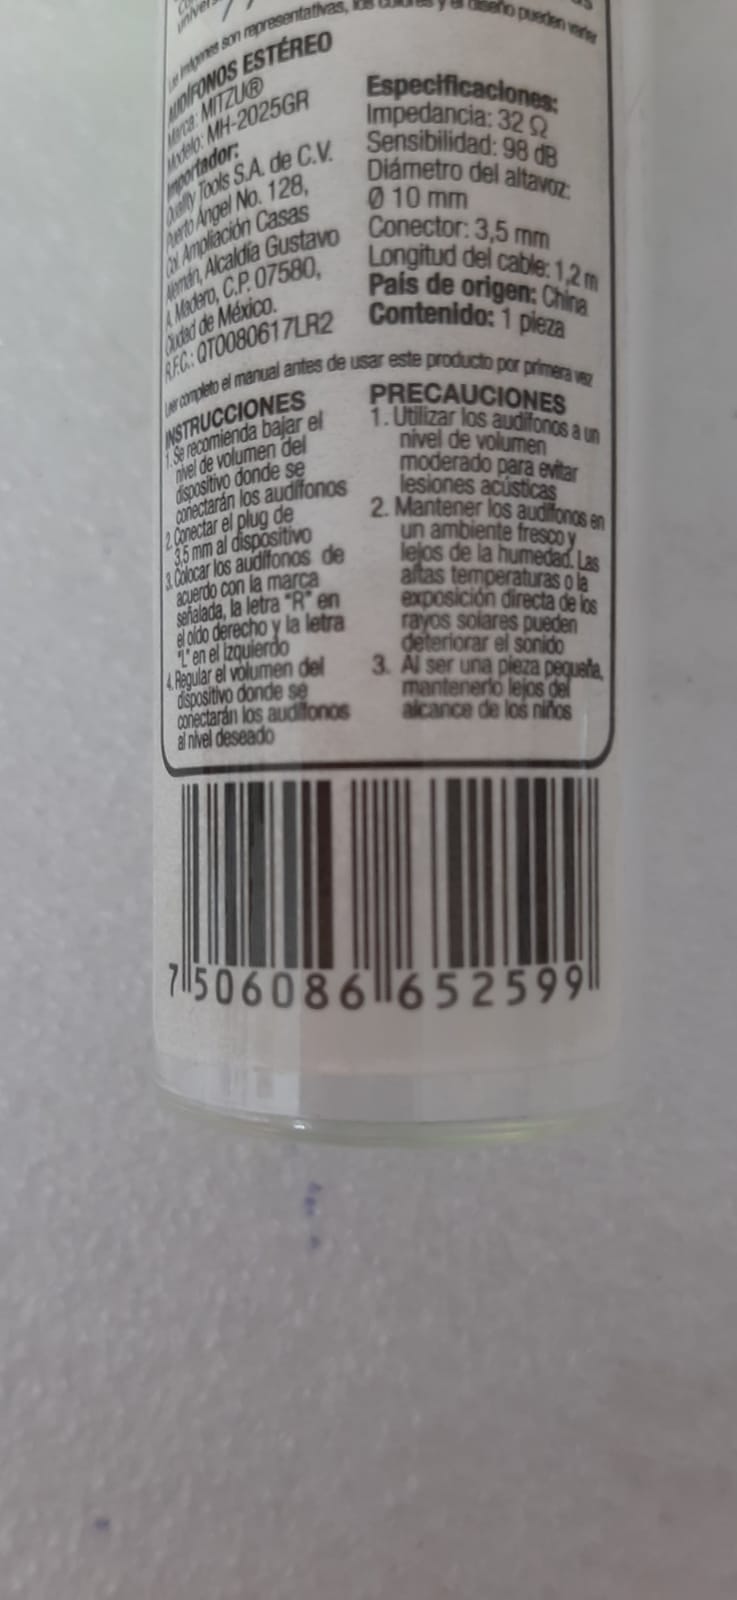 univer
Las imágenes son representativas, los colores y el diseño pueden variar
AUDÍFONOS ESTÉREO
Marca: MITZU®
Modelo: MH-2025GR
Importador:
Quality Tools S.A. de C.V.
Puerto Ángel No. 128,
Col. Ampliación Casas
Alemán, Alcaldía Gustavo
A. Madero, C.P. 07580,
Ciudad de México.
R.F.C.: QTO080617LR2
Especificaciones:
Impedancia: 32 Ω
Sensibilidad: 98 dB
Diámetro del altavoz:
Ø 10 mm
Conector: 3,5 mm
Longitud del cable: 1,2 m
País de origen: China
Contenido: 1 pieza
Leer completo el manual antes de usar este producto por primera vez
INSTRUCCIONES
1. Se recomienda bajar el
nivel de volumen del
dispositivo donde se
conectarán los audífonos
2. Conectar el plug de
3,5 mm al dispositivo
3. Colocar los audífonos de
acuerdo con la marca
señalada, la letra "R" en
el oído derecho y la letra
"L" en el izquierdo
4. Regular el volumen del
dispositivo donde se
conectarán los audífonos
al nivel deseado
PRECAUCIONES
1. Utilizar los audífonos a un
nivel de volumen
moderado para evitar
lesiones acústicas
2. Mantener los audífonos en
un ambiente fresco y
lejos de la humedad. Las
altas temperaturas o la
exposición directa de los
rayos solares pueden
deteriorar el sonido
3. Al ser una pieza pequeña,
mantenerlo lejos del
alcance de los niños
7 506086 652599